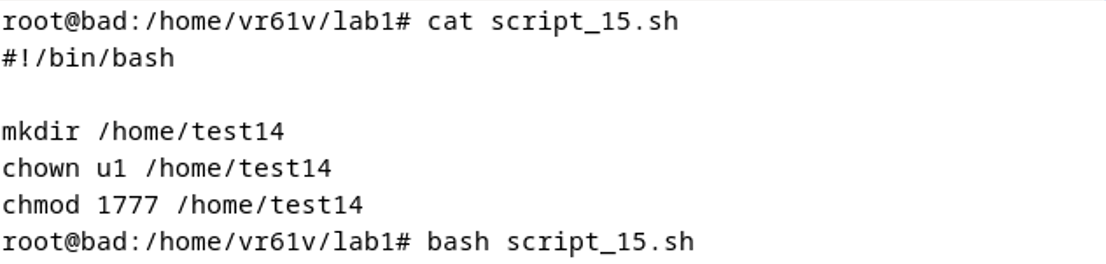 root@bad:/home/vr61v/lab1# cat script_15.sh
#!/bin/bash
mkdir /home/test14
chown u1 /home/test14
chmod 1777 /home/test14
root@bad:/home/vr61v/lab1# bash script_15.sh